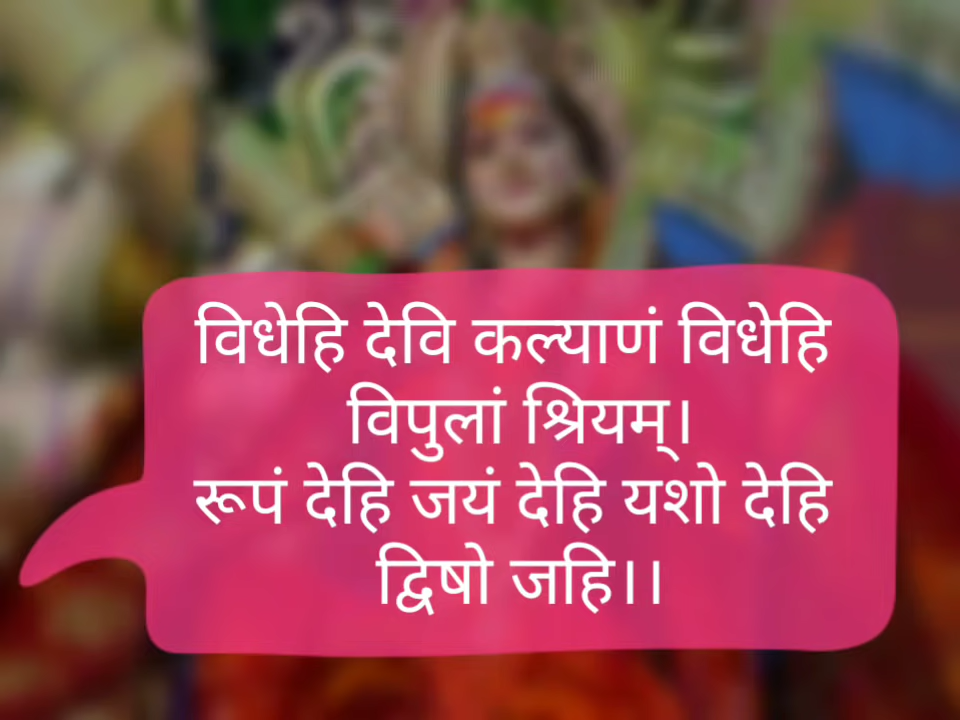 विधेहि देवि कल्याणं विधेहि
विपुलां श्रियम्।
रूपं देहि जयं देहि यशो देहि
द्विषो जहि।।